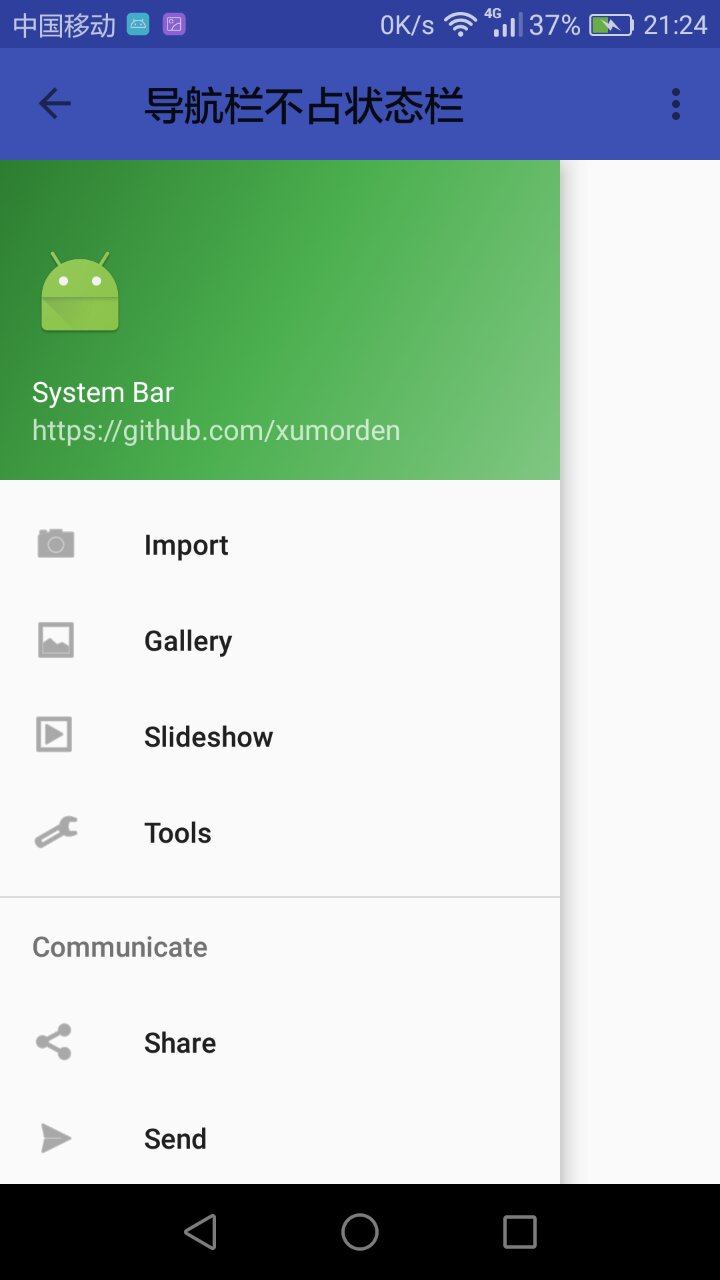 中国移动 0K/s 4G 37% 21:24
导航栏不占状态栏
System Bar
https://github.com/xumorden
Import
Gallery
Slideshow
Tools
Communicate
Share
Send